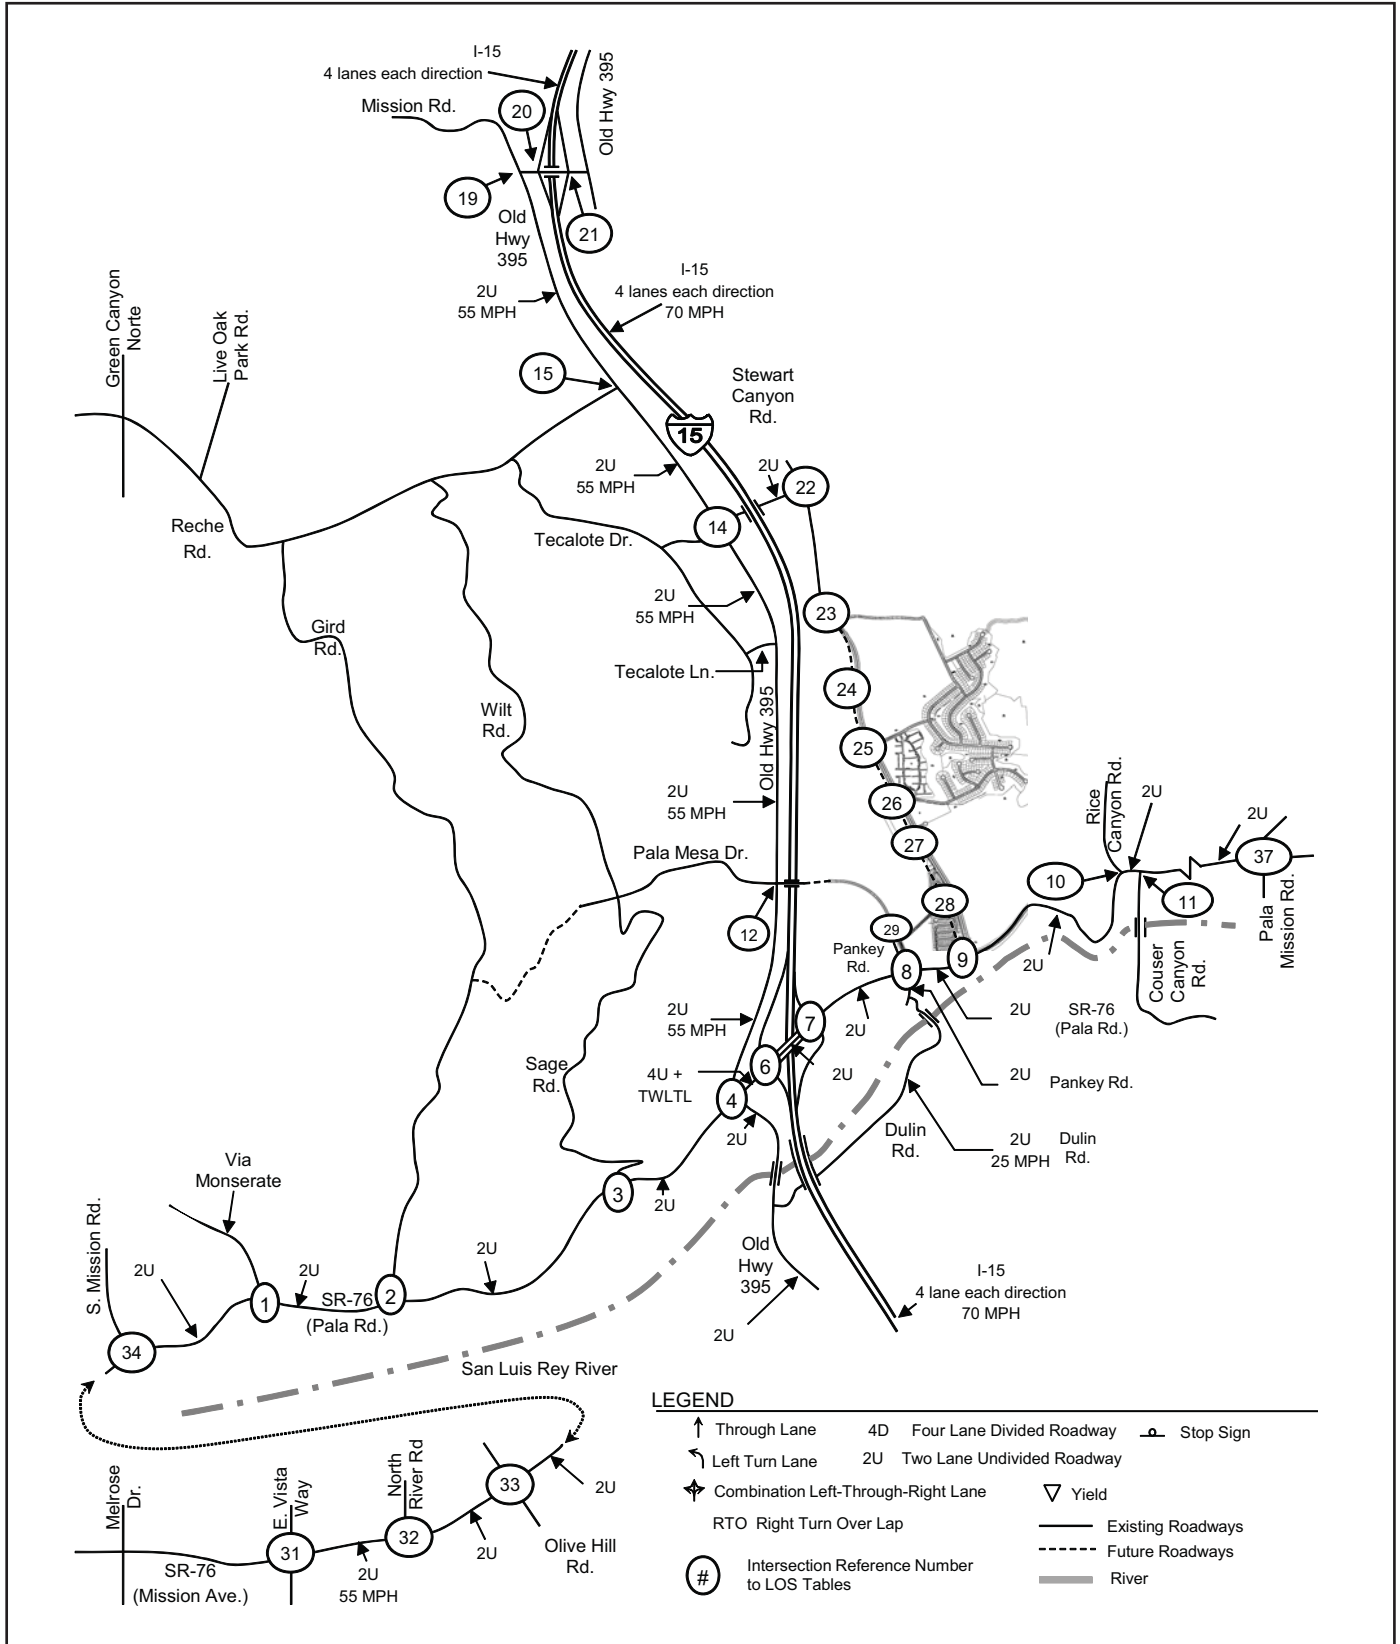 I-15
4 lanes each direction
Old Hwy 395
Mission Rd.
20
19
21
Old
Hwy
395
I-15
4 lanes each direction
70 MPH
2U
55 MPH
Green Canyon
Norte
Live Oak
Park Rd.
15
Stewart
Canyon
Rd.
15
2U
55 MPH
2U
22
14
Reche
Rd.
Tecalote Dr.
2U
55 MPH
23
Gird
Rd.
Tecalote Ln.
24
Old Hwy 395
Wilt
Rd.
25
2U
55 MPH
26
Rice
Canyon Rd.
2U
2U
27
Pala Mesa Dr.
37
10
11
28
12
29
Pankey
Rd.
8
9
2U
Pala
Mission Rd.
Couser
Canyon
Rd.
2U
55 MPH
7
2U
2U
SR-76
(Pala Rd.)
Sage
Rd.
6
4U +
TWLTL
2U
2U
Pankey Rd.
4
2U
Dulin
Rd.
2U
25 MPH
Dulin
Rd.
Via
Monserate
3
2U
S. Mission Rd.
2U
2U
2U
1
SR-76
(Pala Rd.)
2
Old
Hwy
395
I-15
4 lane each direction
70 MPH
2U
34
San Luis Rey River
LEGEND
Through Lane
4D Four Lane Divided Roadway
Stop Sign
Left Turn Lane
2U Two Lane Undivided Roadway
Combination Left-Through-Right Lane
Yield
RTO Right Turn Over Lap
Existing Roadways
Future Roadways
# Intersection Reference Number
to LOS Tables
River
Melrose
Dr.
E. Vista
Way
North
River Rd
33
2U
31
32
2U
Olive Hill
Rd.
SR-76
(Mission Ave.)
2U
55 MPH